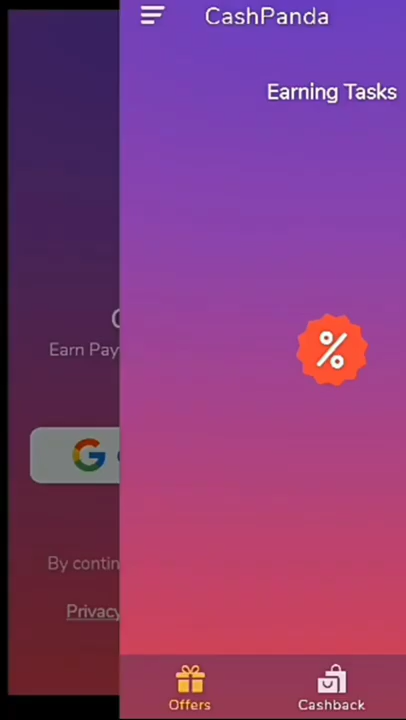 CashPanda
Earning Tasks
Earn Pay
By contin
Privacy
Offers
Cashback